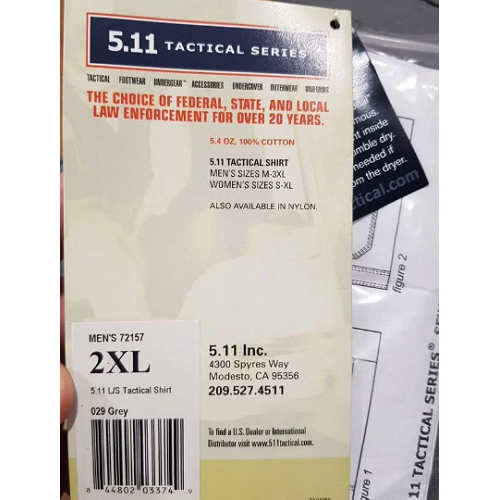 5.11 TACTICAL SERIES
TACTICAL FOOTWEAR UNDERGEAR™ ACCESSORIES UNDERCOVER OUTERWEAR UNIFORMS
THE CHOICE OF FEDERAL, STATE, AND LOCAL
LAW ENFORCEMENT FOR OVER 20 YEARS.
5.4 OZ, 100% COTTON
5.11 TACTICAL SHIRT
MEN'S SIZES M-3XL
WOMEN'S SIZES S-XL
ALSO AVAILABLE IN NYLON.
MEN'S 72157
2XL
5.11 L/S Tactical Shirt
029 Grey
8 44802 03374 9
5.11 Inc.
4300 Spyres Way
Modesto, CA 95356
209.527.4511
To find a U.S. Dealer or International
Distributor visit www.511tactical.com
mous.
nt inside
umble dry.
needed if
om the dryer.
ctical.com
figure 2
figure 1
.11 TACTICAL SERIES®